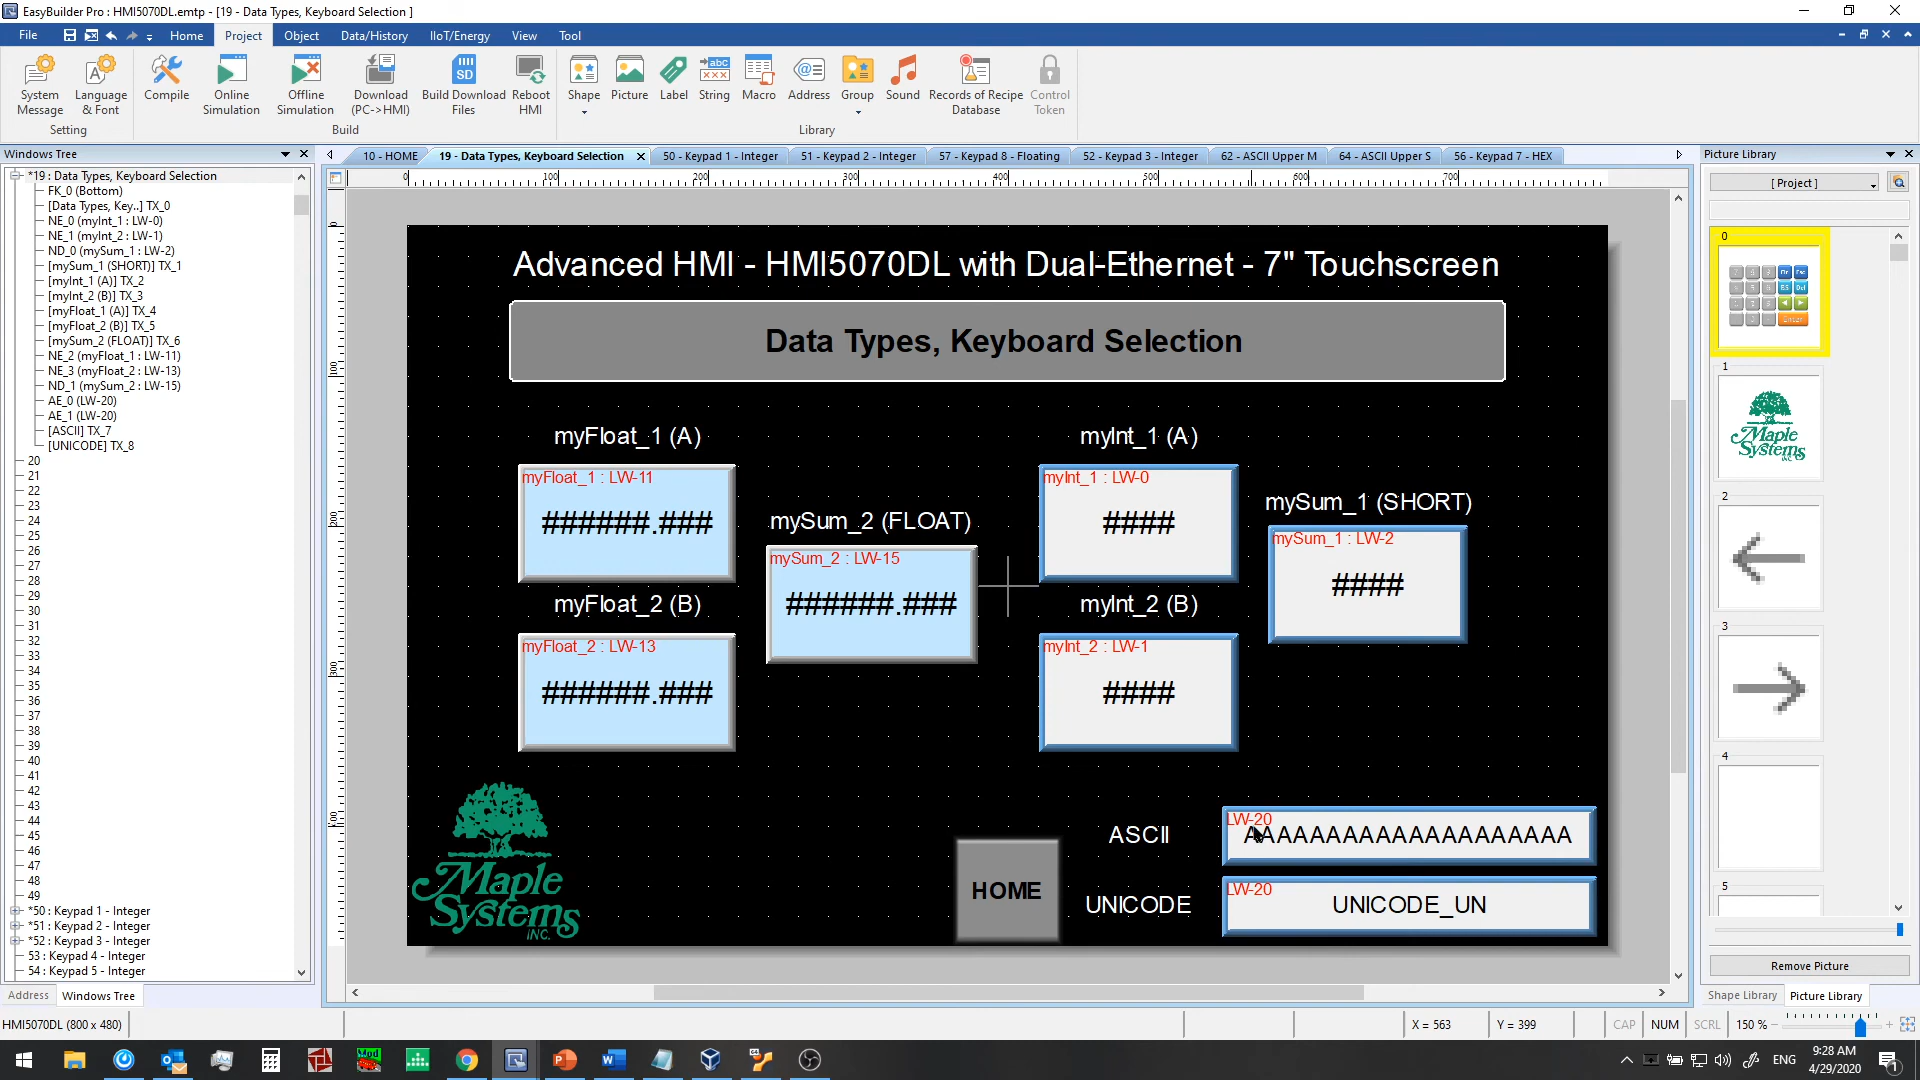 EasyBuilder Pro : HMI5070DL.emtp - [19 - Data Types, Keyboard Selection ]
File Home Project Object Data/History IIoT/Energy View Tool
System Message
Language & Font
Compile
Online Simulation
Offline Simulation
Download (PC->HMI)
Build Download Files
Reboot HMI
Shape
Picture
Label
String
Macro
Address
Group
Sound
Records of Recipe Database
Control Token
Setting Build Library
Windows Tree
10 - HOME 19 - Data Types, Keyboard Selection 50 - Keypad 1 - Integer 51 - Keypad 2 - Integer 57 - Keypad 8 - Floating 52 - Keypad 3 - Integer 62 - ASCII Upper M 64 - ASCII Upper S 56 - Keypad 7 - HEX
*19 : Data Types, Keyboard Selection
FK_0 (Bottom)
[Data Types, Key..] TX_0
NE_0 (myInt_1 : LW-0)
NE_1 (myInt_2 : LW-1)
ND_0 (mySum_1 : LW-2)
[mySum_1 (SHORT)] TX_1
[myInt_1 (A)] TX_2
[myInt_2 (B)] TX_3
[myFloat_1 (A)] TX_4
[myFloat_2 (B)] TX_5
[mySum_2 (FLOAT)] TX_6
NE_2 (myFloat_1 : LW-11)
NE_3 (myFloat_2 : LW-13)
ND_1 (mySum_2 : LW-15)
AE_0 (LW-20)
AE_1 (LW-20)
[ASCII] TX_7
[UNICODE] TX_8
20
21
22
23
24
25
26
27
28
29
30
31
32
33
34
35
36
37
38
39
40
41
42
43
44
45
46
47
48
49
*50 : Keypad 1 - Integer
*51 : Keypad 2 - Integer
*52 : Keypad 3 - Integer
53 : Keypad 4 - Integer
54 : Keypad 5 - Integer
Address Windows Tree
0 100 200 300 400 500 600 700
0
100
200
300
400
Advanced HMI - HMI5070DL with Dual-Ethernet - 7" Touchscreen
Data Types, Keyboard Selection
myFloat_1 (A)
myFloat_1 : LW-11
######.###
myFloat_2 (B)
myFloat_2 : LW-13
######.###
mySum_2 (FLOAT)
mySum_2 : LW-15
######.###
myInt_1 (A)
myInt_1 : LW-0
####
myInt_2 (B)
myInt_2 : LW-1
####
mySum_1 (SHORT)
mySum_1 : LW-2
####
Maple
Systems
INC.
HOME
ASCII
LW-20
AAAAAAAAAAAAAAAAAAAA
UNICODE
LW-20
UNICODE_UN
Picture Library
[ Project ]
0
1
Maple
Systems
INC.
2
3
4
5
Remove Picture
Shape Library Picture Library
HMI5070DL (800 x 480) X = 563 Y = 399 CAP NUM SCRL 150 %
ENG
9:28 AM
4/29/2020